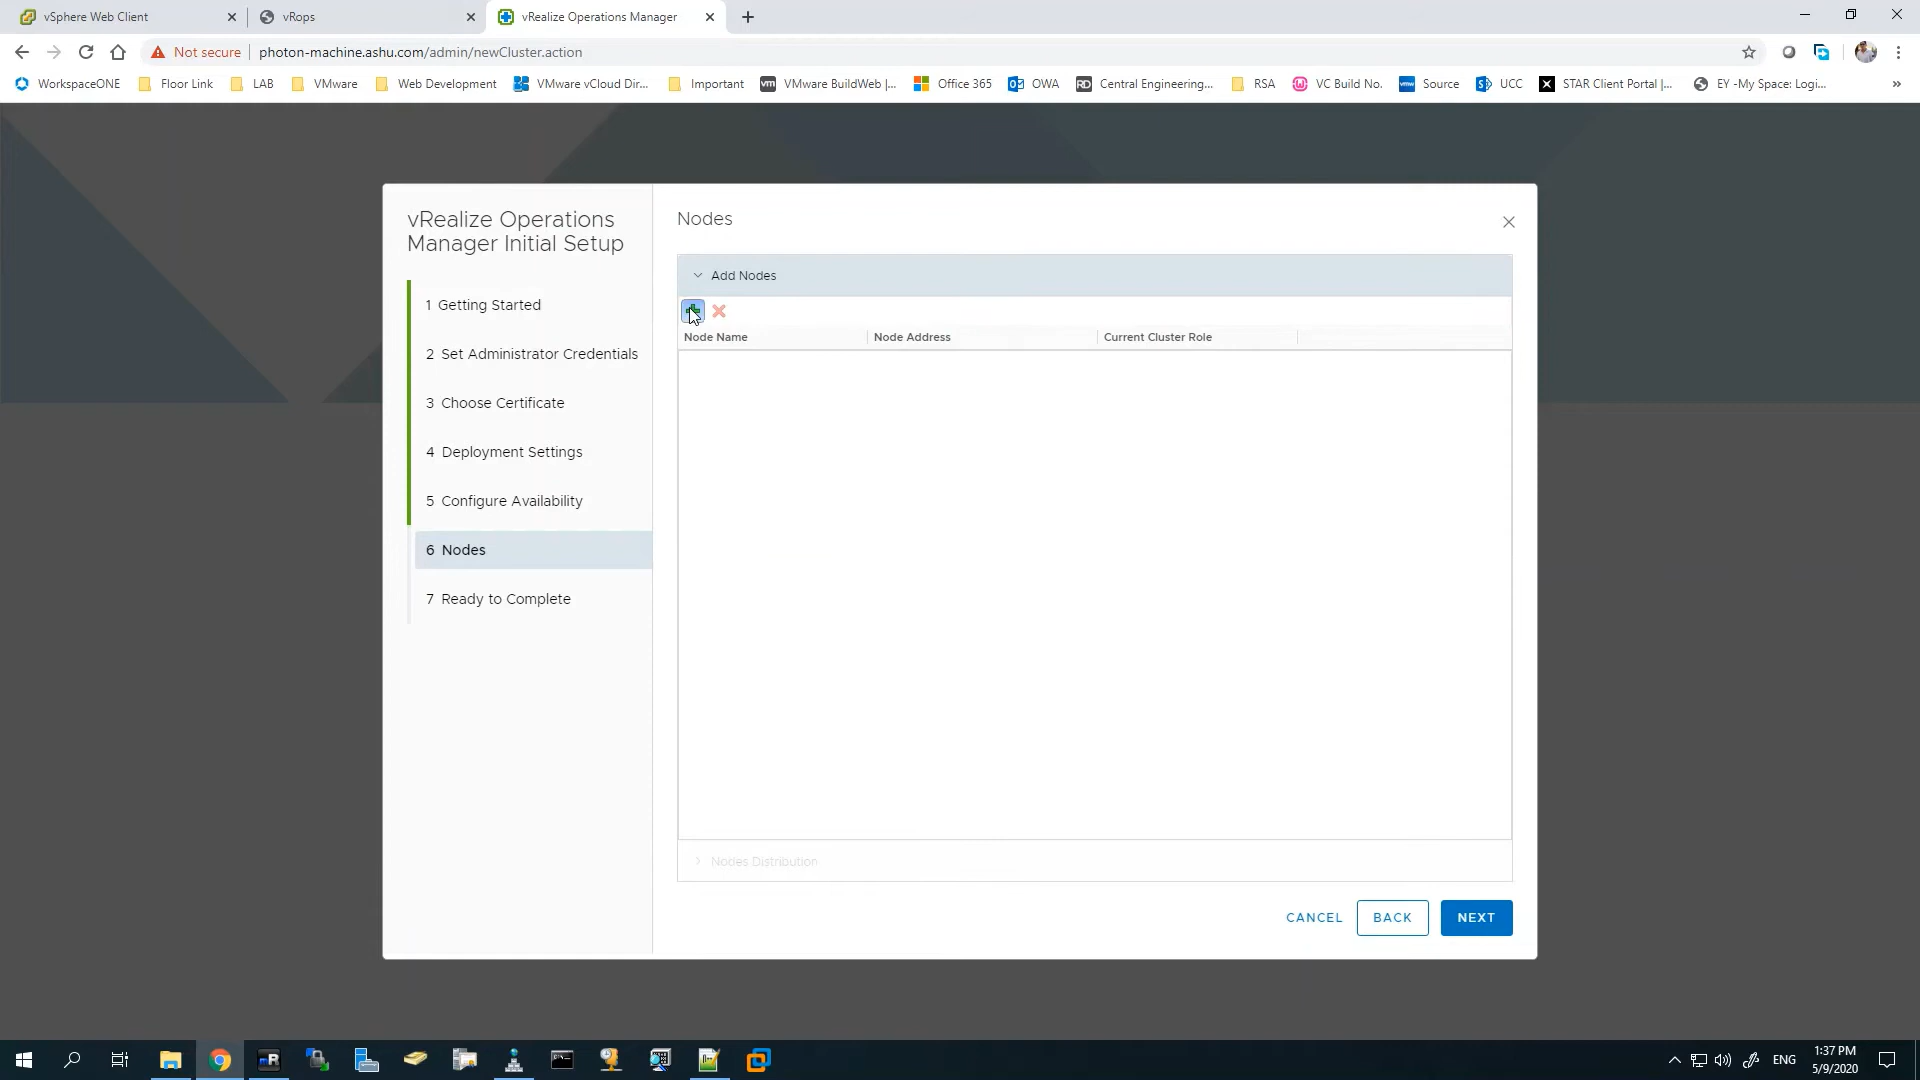 vSphere Web Client
vRops
vRealize Operations Manager
Not secure
photon-machine.ashu.com/admin/newCluster.action
WorkspaceONE
Floor Link
LAB
VMware
Web Development
VMware vCloud Dir...
Important
vm
VMware BuildWeb |...
Office 365
OWA
RD
Central Engineering...
RSA
VC Build No.
vmw
Source
UCC
STAR Client Portal |...
EY -My Space: Logi...
»
vRealize Operations
Manager Initial Setup
1 Getting Started
2 Set Administrator Credentials
3 Choose Certificate
4 Deployment Settings
5 Configure Availability
6 Nodes
7 Ready to Complete
Nodes
Add Nodes
Node Name
Node Address
Current Cluster Role
Nodes Distribution
CANCEL
BACK
NEXT
ENG
1:37 PM
5/9/2020